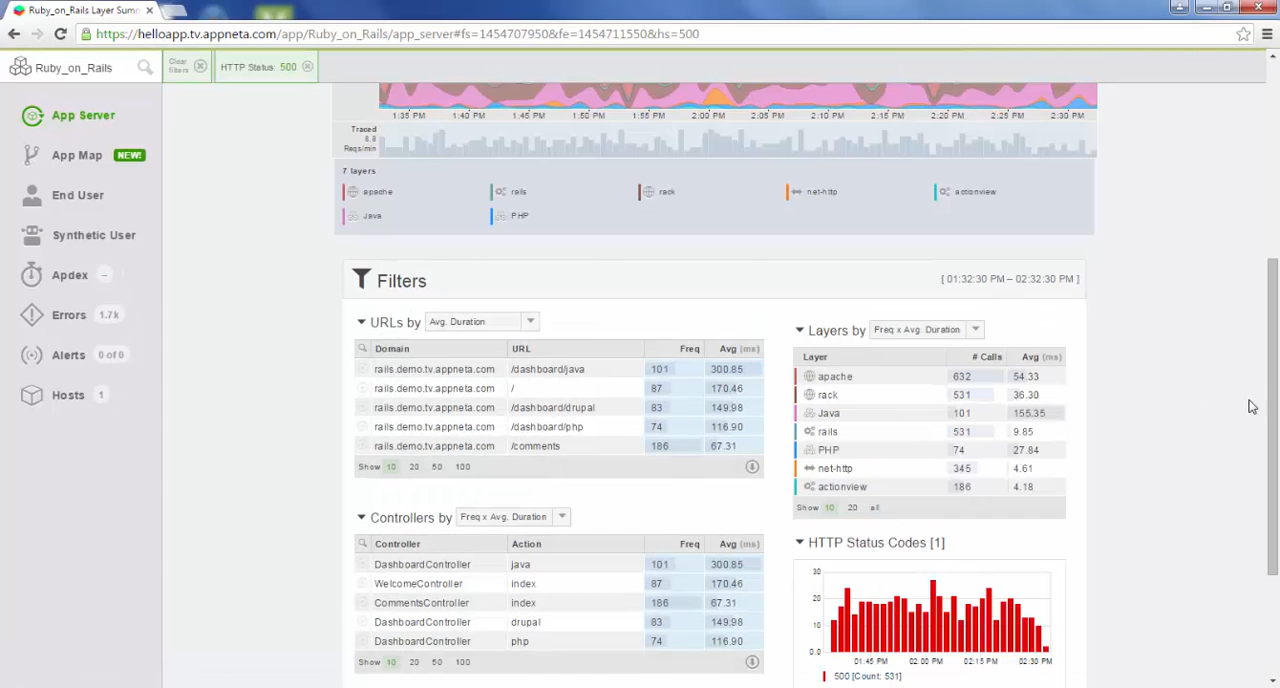 Ruby_on_Rails Layer Summ
https://helloapp.tv.appneta.com/app/Ruby_on_Rails/app_server#fs=1454707950&fe=1454711550&hs=500
Ruby_on_Rails
Clear filters
HTTP Status: 500
App Server
App Map NEW!
End User
Synthetic User
Apdex –
Errors 1.7k
Alerts 0 of 0
Hosts 1
1:35 PM 1:40 PM 1:45 PM 1:50 PM 1:55 PM 2:00 PM 2:05 PM 2:10 PM 2:15 PM 2:20 PM 2:25 PM 2:30 PM
Traced
Reqs/min
7 layers
apache rails rack net-http actionview
Java PHP
Filters [ 01:32:30 PM – 02:32:30 PM ]
URLs by Avg. Duration
Domain URL Freq Avg (ms)
rails.demo.tv.appneta.com /dashboard/java 101 300.85
rails.demo.tv.appneta.com / 87 170.46
rails.demo.tv.appneta.com /dashboard/drupal 83 149.98
rails.demo.tv.appneta.com /dashboard/php 74 116.90
rails.demo.tv.appneta.com /comments 186 67.31
Show 10 20 50 100
Controllers by Freq x Avg. Duration
Controller Action Freq Avg (ms)
DashboardController java 101 300.85
WelcomeController index 87 170.46
CommentsController index 186 67.31
DashboardController drupal 83 149.98
DashboardController php 74 116.90
Show 10 20 50 100
Layers by Freq x Avg. Duration
Layer # Calls Avg (ms)
apache 632 54.33
rack 531 36.30
Java 101 155.35
rails 531 9.85
PHP 74 27.84
net-http 345 4.61
actionview 186 4.18
Show 10 20 all
HTTP Status Codes [1]
30
20
10
0.0
01:45 PM 02:00 PM 02:15 PM 02:30 PM
500 [Count: 531]